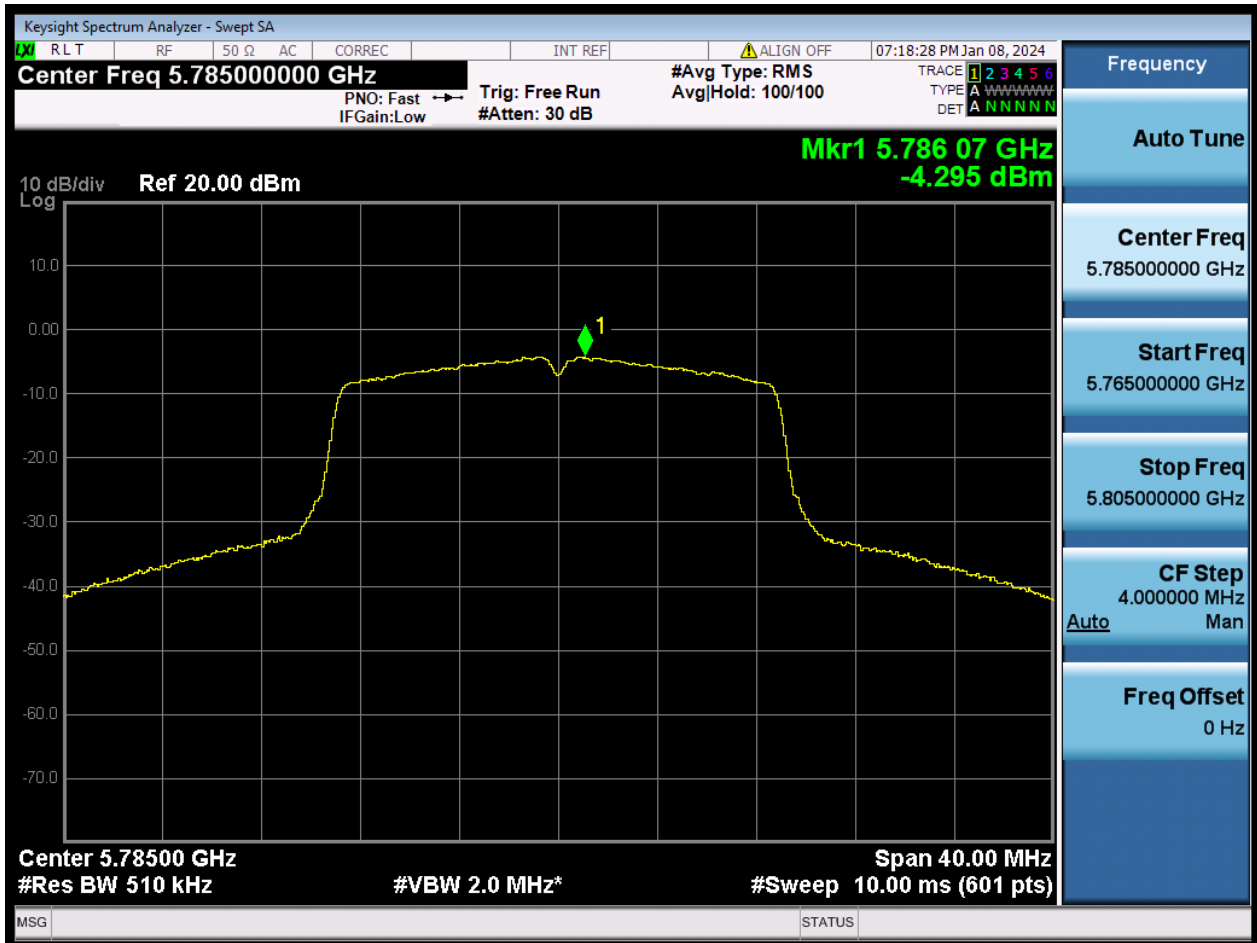 Keysight Spectrum Analyzer - Swept SA
LXI RLT RF 50 Ω AC CORREC INT REF ALIGN OFF 07:18:28 PM Jan 08, 2024
Center Freq 5.785000000 GHz
PNO: Fast
IFGain:Low
Trig: Free Run
#Atten: 30 dB
#Avg Type: RMS
Avg|Hold: 100/100
TRACE 1 2 3 4 5 6
TYPE A WWWWW
DET A N N N N N
Mkr1 5.786 07 GHz
-4.295 dBm
10 dB/div Ref 20.00 dBm
Log
1
10.0
0.00
-10.0
-20.0
-30.0
-40.0
-50.0
-60.0
-70.0
Center 5.78500 GHz Span 40.00 MHz
#Res BW 510 kHz #VBW 2.0 MHz* #Sweep 10.00 ms (601 pts)
MSG STATUS
Frequency
Auto Tune
Center Freq
5.785000000 GHz
Start Freq
5.765000000 GHz
Stop Freq
5.805000000 GHz
CF Step
4.000000 MHz
Auto Man
Freq Offset
0 Hz